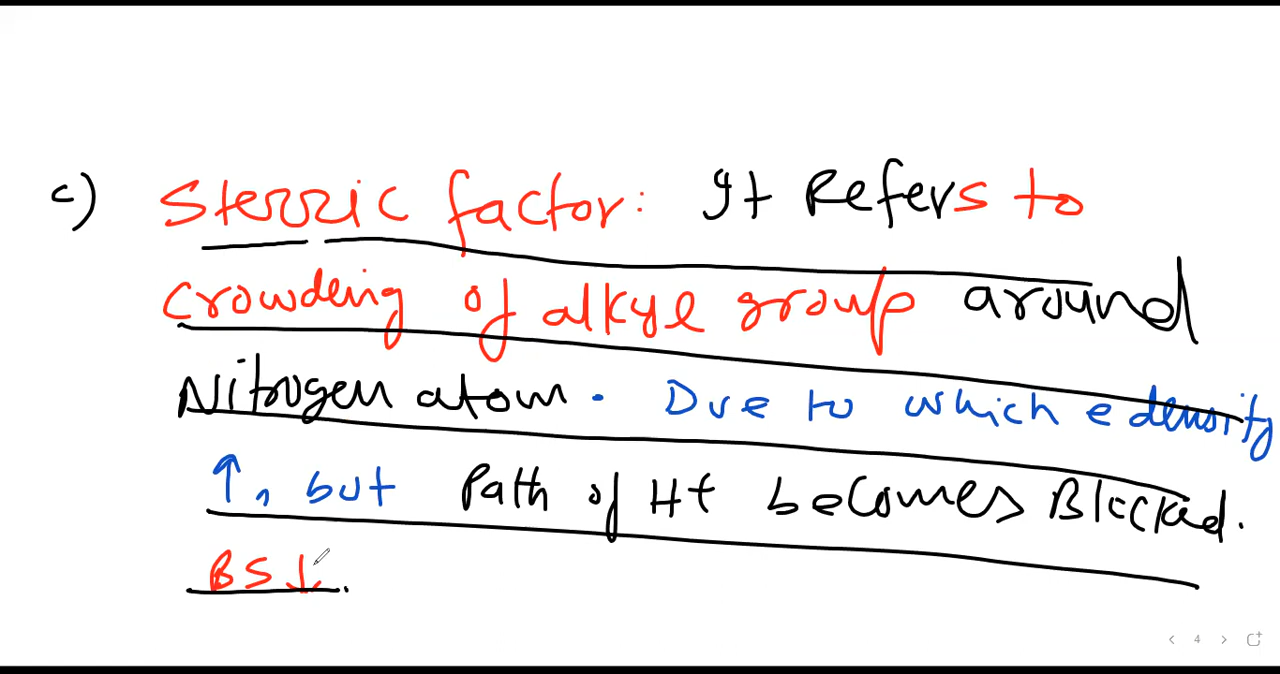 c) Sterric factor: It Refers to
Crowding of alkyl group around
Nitrogen atom. Due to which e density
↑, but Path of H+ becomes Blocked.
BS↓.
4